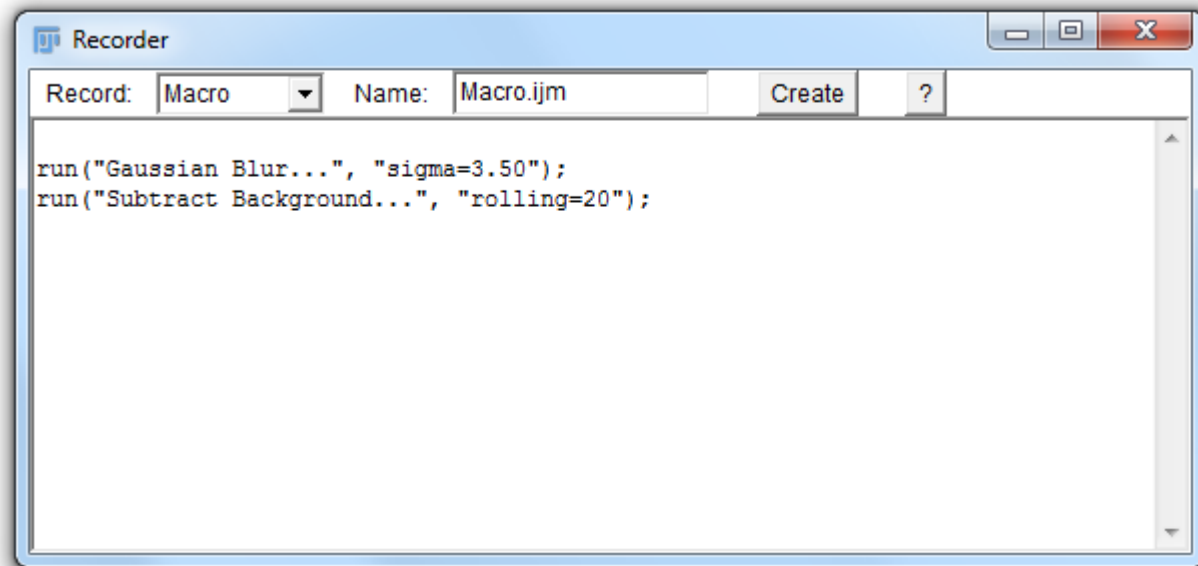 Recorder
Record: Macro Name: Macro.ijm Create ?
run("Gaussian Blur...", "sigma=3.50");
run("Subtract Background...", "rolling=20");